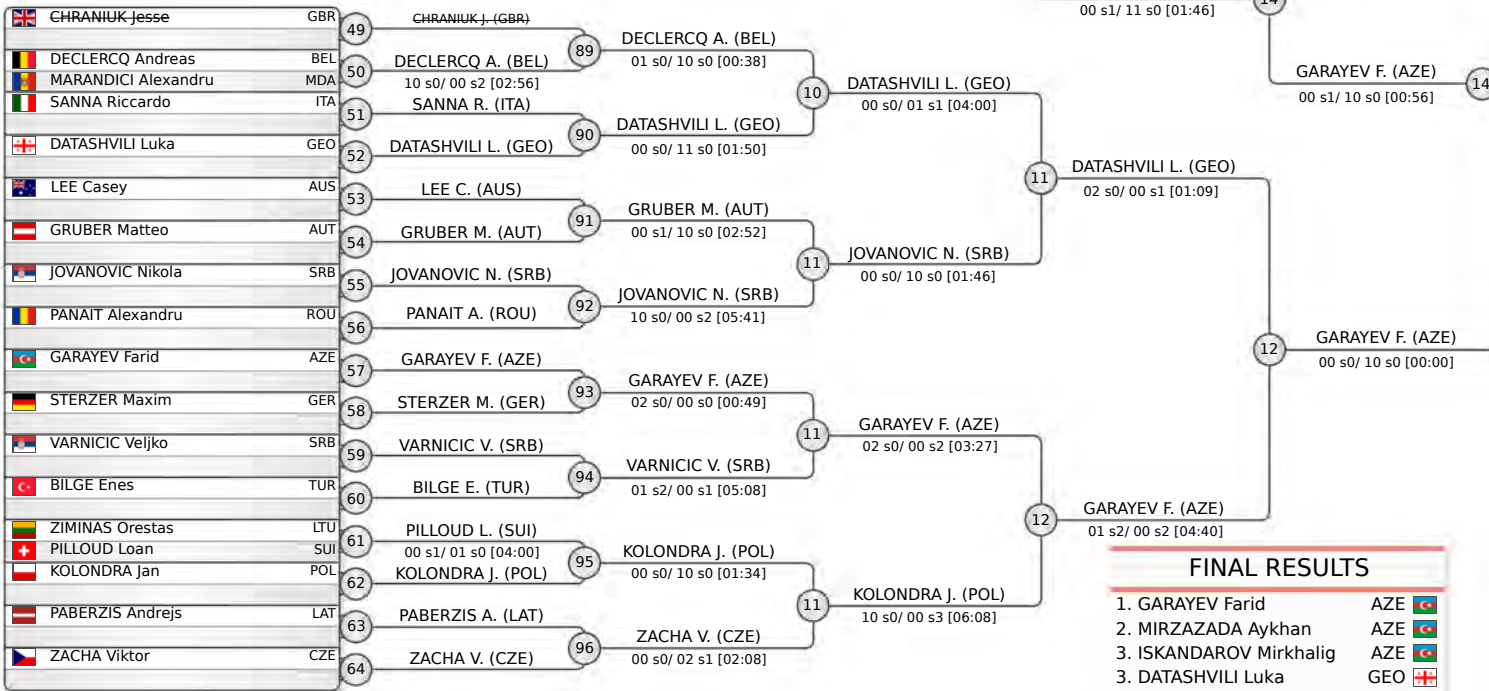 CHRANIUK Jesse GBR
DECLERCQ Andreas BEL
MARANDICI Alexandru MDA
SANNA Riccardo ITA
DATASHVILI Luka GEO
LEE Casey AUS
GRUBER Matteo AUT
JOVANOVIC Nikola SRB
PANAIT Alexandru ROU
GARAYEV Farid AZE
STERZER Maxim GER
VARNICIC Veljko SRB
BILGE Enes TUR
ZIMINAS Orestas LTU
PILLOUD Loan SUI
KOLONDRA Jan POL
PABERZIS Andrejs LAT
ZACHA Viktor CZE
49
50
51
52
53
54
55
56
57
58
59
60
61
62
63
64
CHRANIUK J. (GBR)
DECLERCQ A. (BEL)
10 s0/ 00 s2 [02:56]
SANNA R. (ITA)
DATASHVILI L. (GEO)
LEE C. (AUS)
GRUBER M. (AUT)
JOVANOVIC N. (SRB)
PANAIT A. (ROU)
GARAYEV F. (AZE)
STERZER M. (GER)
VARNICIC V. (SRB)
BILGE E. (TUR)
PILLOUD L. (SUI)
00 s1/ 01 s0 [04:00]
KOLONDRA J. (POL)
PABERZIS A. (LAT)
ZACHA V. (CZE)
89
90
91
92
93
94
95
96
DECLERCQ A. (BEL)
01 s0/ 10 s0 [00:38]
DATASHVILI L. (GEO)
00 s0/ 11 s0 [01:50]
GRUBER M. (AUT)
00 s1/ 10 s0 [02:52]
JOVANOVIC N. (SRB)
10 s0/ 00 s2 [05:41]
GARAYEV F. (AZE)
02 s0/ 00 s0 [00:49]
VARNICIC V. (SRB)
01 s2/ 00 s1 [05:08]
KOLONDRA J. (POL)
00 s0/ 10 s0 [01:34]
ZACHA V. (CZE)
00 s0/ 02 s1 [02:08]
10
11
11
11
DATASHVILI L. (GEO)
00 s0/ 01 s1 [04:00]
JOVANOVIC N. (SRB)
00 s0/ 10 s0 [01:46]
GARAYEV F. (AZE)
02 s0/ 00 s2 [03:27]
KOLONDRA J. (POL)
10 s0/ 00 s3 [06:08]
11
12
00 s1/ 11 s0 [01:46]
DATASHVILI L. (GEO)
02 s0/ 00 s1 [01:09]
GARAYEV F. (AZE)
01 s2/ 00 s2 [04:40]
14
12
GARAYEV F. (AZE)
00 s1/ 10 s0 [00:56]
GARAYEV F. (AZE)
00 s0/ 10 s0 [00:00]
14
FINAL RESULTS
1. GARAYEV Farid AZE
2. MIRZAZADA Aykhan AZE
3. ISKANDAROV Mirkhalig AZE
3. DATASHVILI Luka GEO